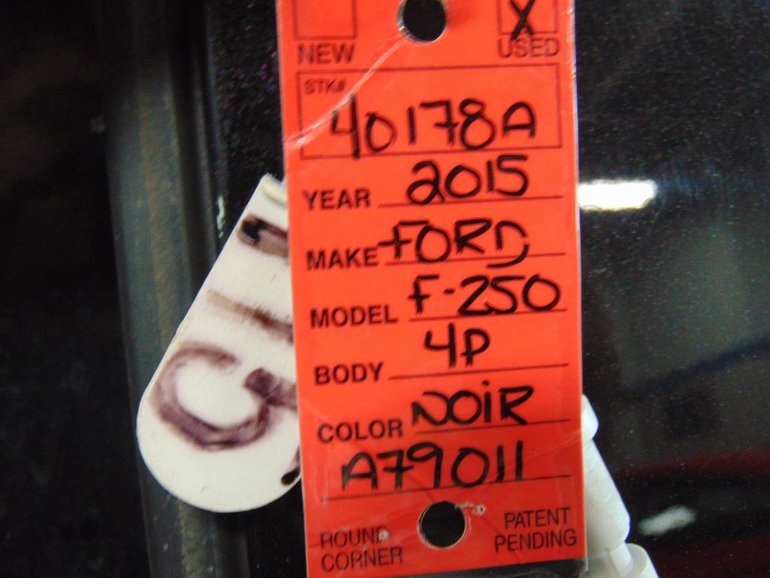 X
NEW USED
STK#
40178A
YEAR 2015
MAKE FORD
MODEL F-250
BODY 4P
COLOR NOIR
A79011
ROUND PATENT
CORNER PENDING